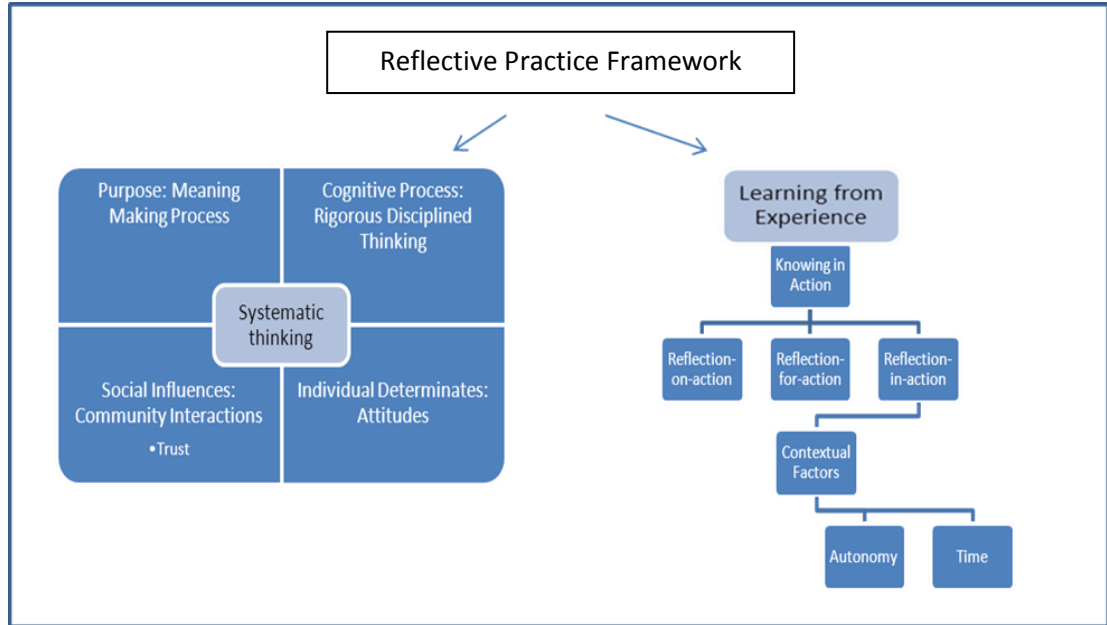 Reflective Practice Framework
Purpose: Meaning
Making Process
Cognitive Process:
Rigorous Disciplined
Thinking
Systematic
thinking
Social Influences:
Community Interactions
•Trust
Individual Determinates:
Attitudes
Learning from
Experience
Knowing in
Action
Reflection-
on-action
Reflection-
for-action
Reflection-
in-action
Contextual
Factors
Autonomy
Time